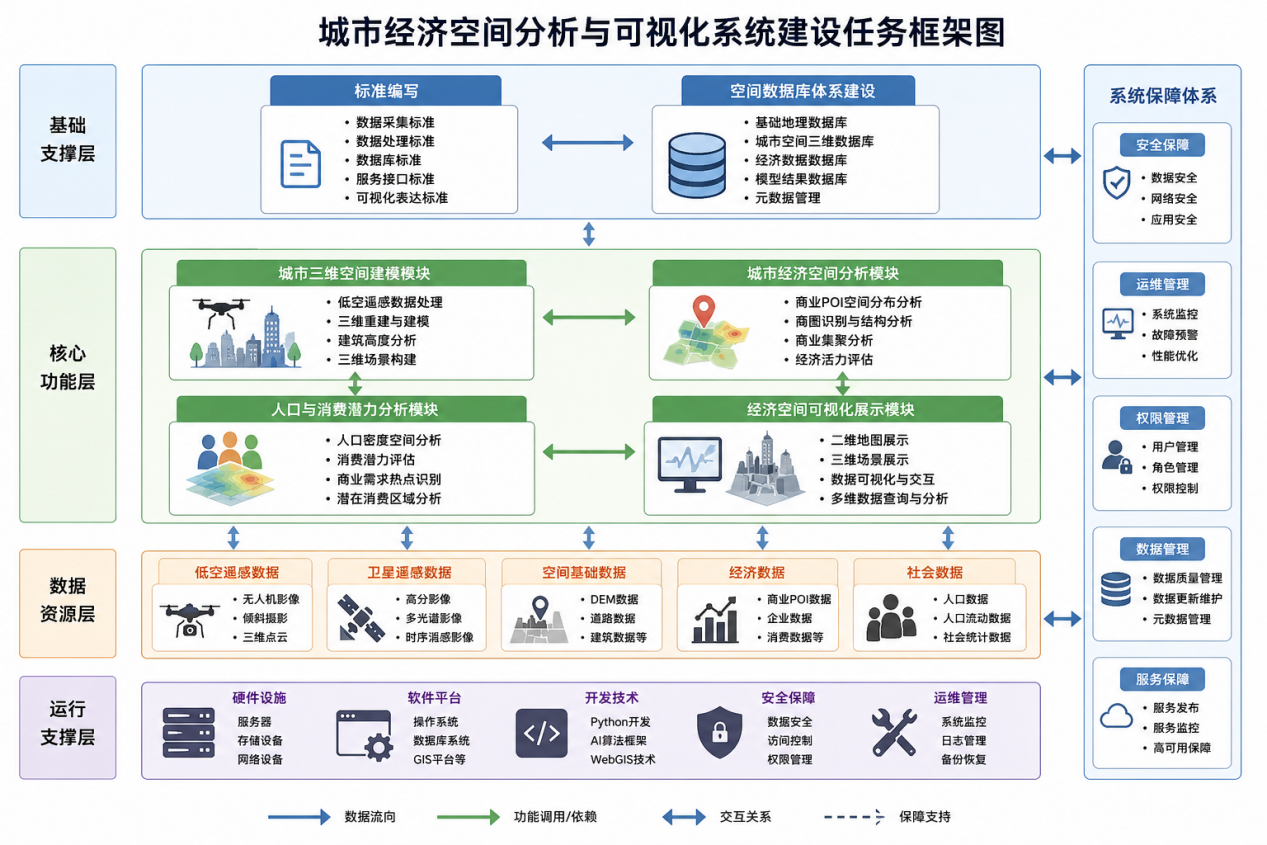 城市经济空间分析与可视化系统建设任务框架图
基础
支撑层
标准编写
• 数据采集标准
• 数据处理标准
• 数据库标准
• 服务接口标准
• 可视化表达标准
空间数据库体系建设
• 基础地理数据库
• 城市空间三维数据库
• 经济数据数据库
• 模型结果数据库
• 元数据管理
核心
功能层
城市三维空间建模模块
• 低空遥感数据处理
• 三维重建与建模
• 建筑高度分析
• 三维场景构建
城市经济空间分析模块
• 商业POI空间分布分析
• 商图识别与结构分析
• 商业集聚分析
• 经济活力评估
人口与消费潜力分析模块
• 人口密度空间分析
• 消费潜力评估
• 商业需求热点识别
• 潜在消费区域分析
经济空间可视化展示模块
• 二维地图展示
• 三维场景展示
• 数据可视化与交互
• 多维数据查询与分析
数据
资源层
低空遥感数据
• 无人机影像
• 倾斜摄影
• 三维点云
卫星遥感数据
• 高分影像
• 多光谱影像
• 时序消感影像
空间基础数据
• DEM数据
• 道路数据
• 建筑数据等
经济数据
• 商业POI数据
• 企业数据
• 消费数据等
社会数据
• 人口数据
• 人口流动数据
• 社会统计数据
运行
支撑层
硬件设施
服务器
存储设备
网络设备
软件平台
操作系统
数据库系统
GIS平台等
开发技术
Python开发
AI算法框架
WebGIS技术
安全保障
数据安全
访问控制
权限管理
运维管理
系统监控
日志管理
备份恢复
系统保障体系
安全保障
• 数据安全
• 网络安全
• 应用安全
运维管理
• 系统监控
• 故障预警
• 性能优化
权限管理
• 用户管理
• 角色管理
• 权限控制
数据管理
• 数据质量管理
• 数据更新维护
• 元数据管理
服务保障
• 服务发布
• 服务监控
• 高可用保障
数据流向
功能调用/依赖
交互关系
保障支持